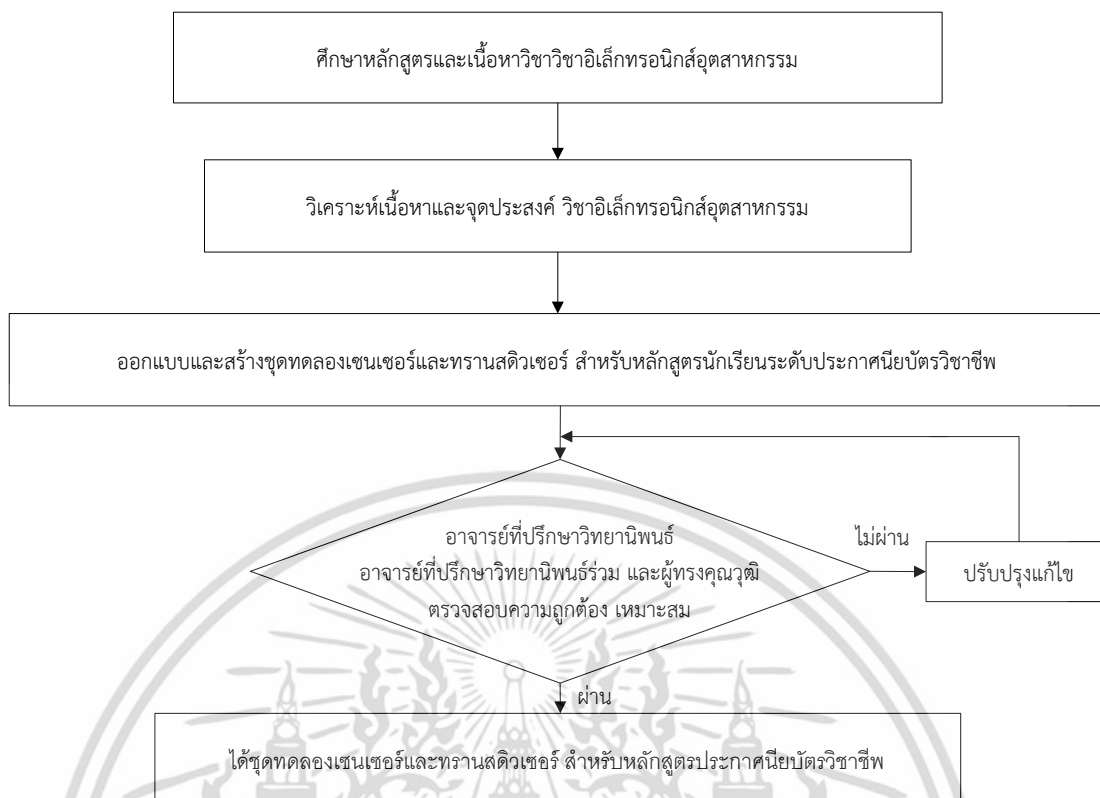 ศึกษาหลักสูตรและเนื้อหาวิชาวิชาอิเล็กทรอนิกส์อุตสาหกรรม
วิเคราะห์เนื้อหาและจุดประสงค์ วิชาอิเล็กทรอนิกส์อุตสาหกรรม
ออกแบบและสร้างชุดทดลองเซนเซอร์และทรานสดิวเซอร์ สำหรับหลักสูตรนักเรียนระดับประกาศนียบัตรวิชาชีพ
อาจารย์ที่ปรึกษาวิทยานิพนธ์
อาจารย์ที่ปรึกษาวิทยานิพนธ์ร่วม และผู้ทรงคุณวุฒิ
ตรวจสอบความถูกต้อง เหมาะสม
ไม่ผ่าน
ปรับปรุงแก้ไข
ผ่าน
ได้ชุดทดลองเซนเซอร์และทรานสดิวเซอร์ สำหรับหลักสูตรประกาศนียบัตรวิชาชีพ